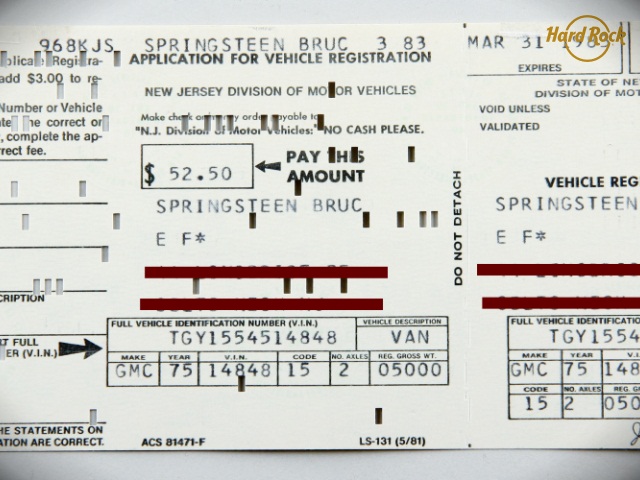 Hard Rock
968KJS SPRINGSTEEN BRUC 3 83
MAR 31 1983
Registra-
add $3.00 to re-
Number or Vehicle
the correct or
, complete the ap-
rect fee.
CRIPTION
FULL
ER (V.I.N.)
HE STATEMENTS ON
ATION ARE CORRECT.
APPLICATION FOR VEHICLE REGISTRATION
NEW JERSEY DIVISION OF MOTOR VEHICLES
Make check or money order payable to
"N.J. Division of Motor Vehicles:" NO CASH PLEASE.
$ 52.50
PAY THIS
AMOUNT
SPRINGSTEEN BRUC
E F*
FULL VEHICLE IDENTIFICATION NUMBER (V.I.N.) VEHICLE DESCRIPTION
TGY1554514848 VAN
MAKE YEAR V.I.N. CODE NO. AXLES REG. GROSS WT.
GMC 75 14848 15 2 05000
ACS 81471-F LS-131 (5/81)
DO NOT DETACH
EXPIRES
STATE OF NE
DIVISION OF MOT
VOID UNLESS
VALIDATED
VEHICLE REG
SPRINGSTEEN
E F*
FULL VEHICLE IDENTIFICATIO
TGY1554
MAKE YEAR V.I.
GMC 75 148
CODE NO. AXLES REG. G
15 2 050